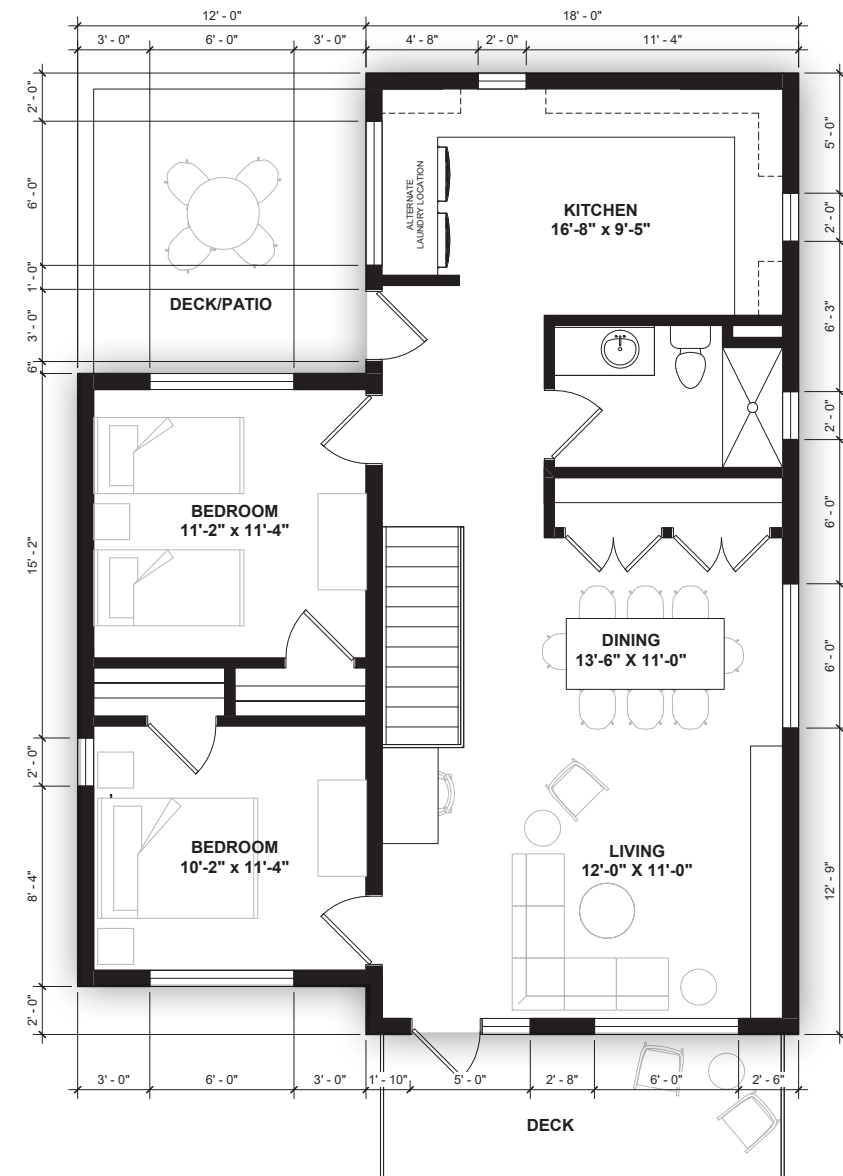 12' - 0"
18' - 0"
3' - 0"
6' - 0"
3' - 0"
4' - 8"
2' - 0"
11' - 4"
2' - 0"
6' - 0"
1' - 0"
3' - 0"
6"
15' - 2"
2' - 0"
8' - 4"
2' - 0"
ALTERNATE
LAUNDRY LOCATION
KITCHEN
16'-8" x 9'-5"
DECK/PATIO
BEDROOM
11'-2" x 11'-4"
DINING
13'-6" X 11'-0"
BEDROOM
10'-2" x 11'-4"
LIVING
12'-0" X 11'-0"
5' - 0"
2' - 0"
6' - 3"
2' - 0"
6' - 0"
6' - 0"
12' - 9"
3' - 0"
6' - 0"
3' - 0"
1' - 10"
5' - 0"
2' - 8"
6' - 0"
2' - 6"
DECK